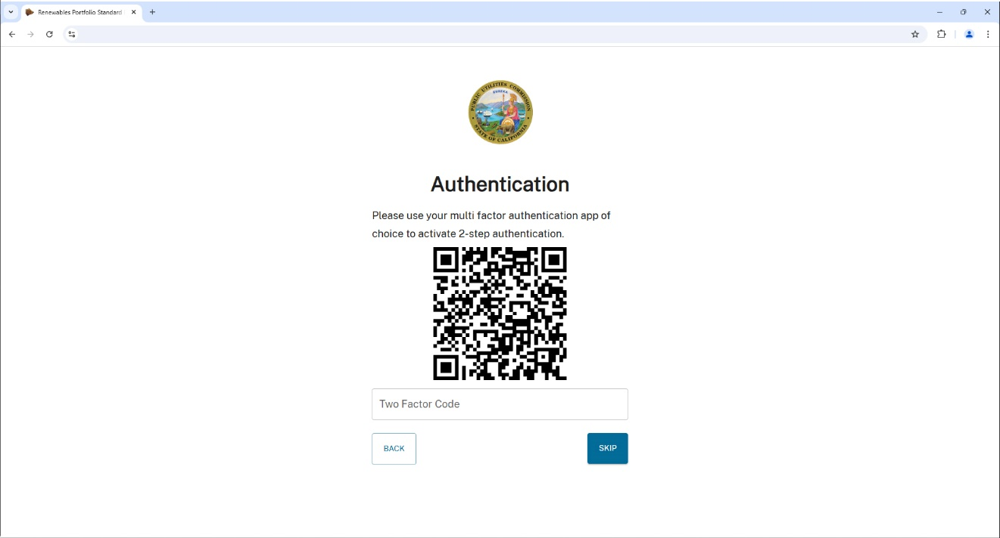 Renewables Portfolio Standard
PUBLIC UTILITIES COMMISSION
EUREKA
STATE OF CALIFORNIA
Authentication
Please use your multi factor authentication app of
choice to activate 2-step authentication.
Two Factor Code
BACK
SKIP